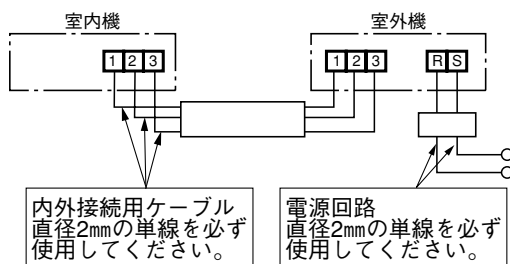 室内機
室外機
1 2 3
1 2 3
R S
内外接続用ケーブル
直径2mmの単線を必ず
使用してください。
電源回路
直径2mmの単線を必ず
使用してください。